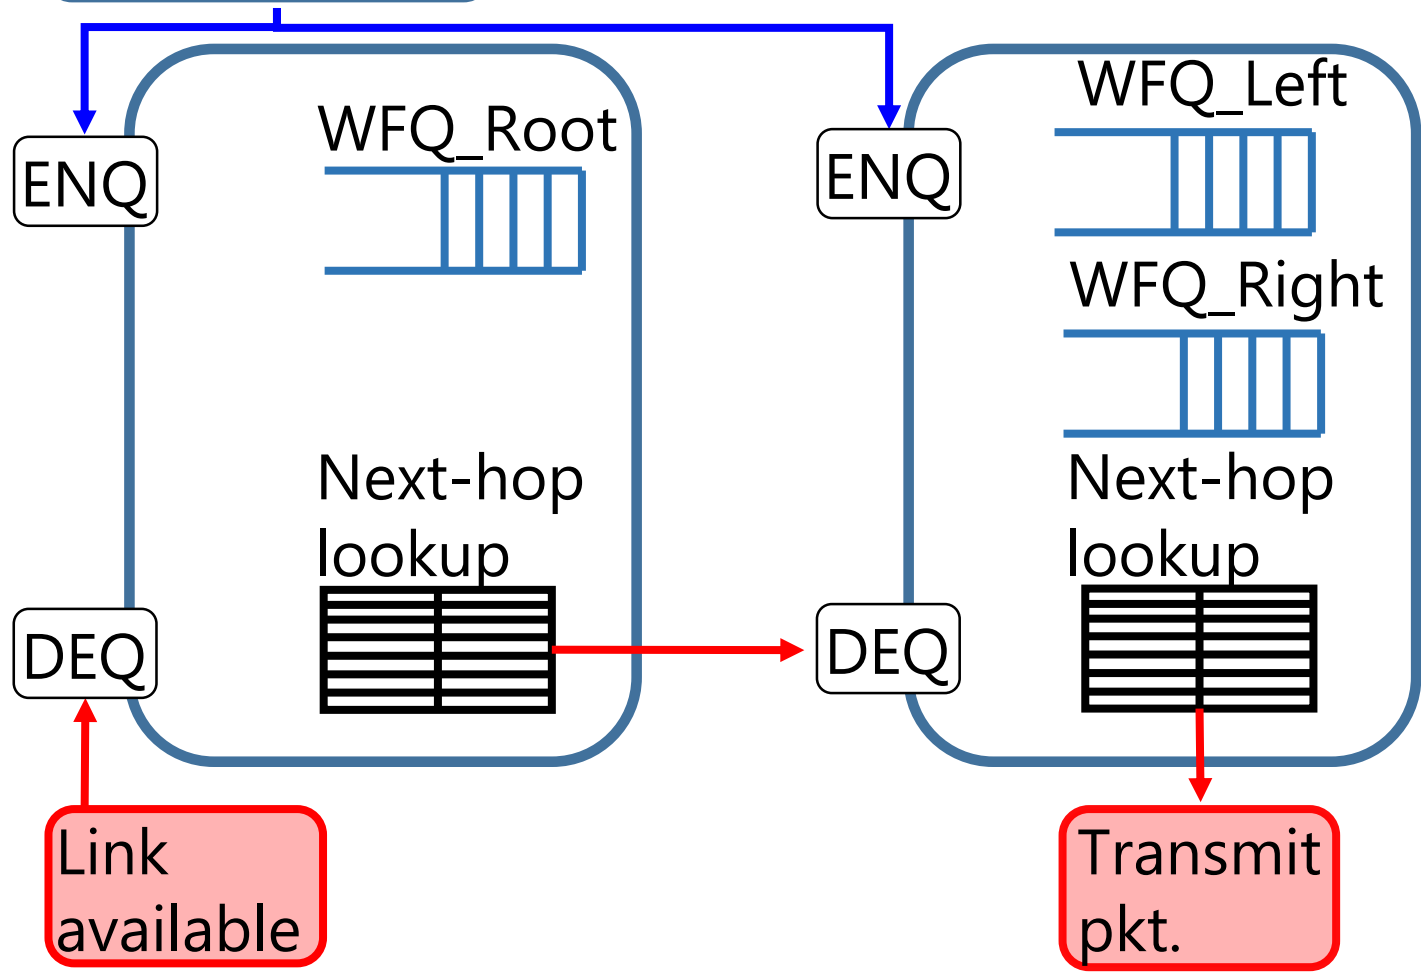 WFQ_Root
ENQ
Next-hop
lookup
DEQ
Link
available
WFQ_Left
ENQ
WFQ_Right
Next-hop
lookup
DEQ
Transmit
pkt.